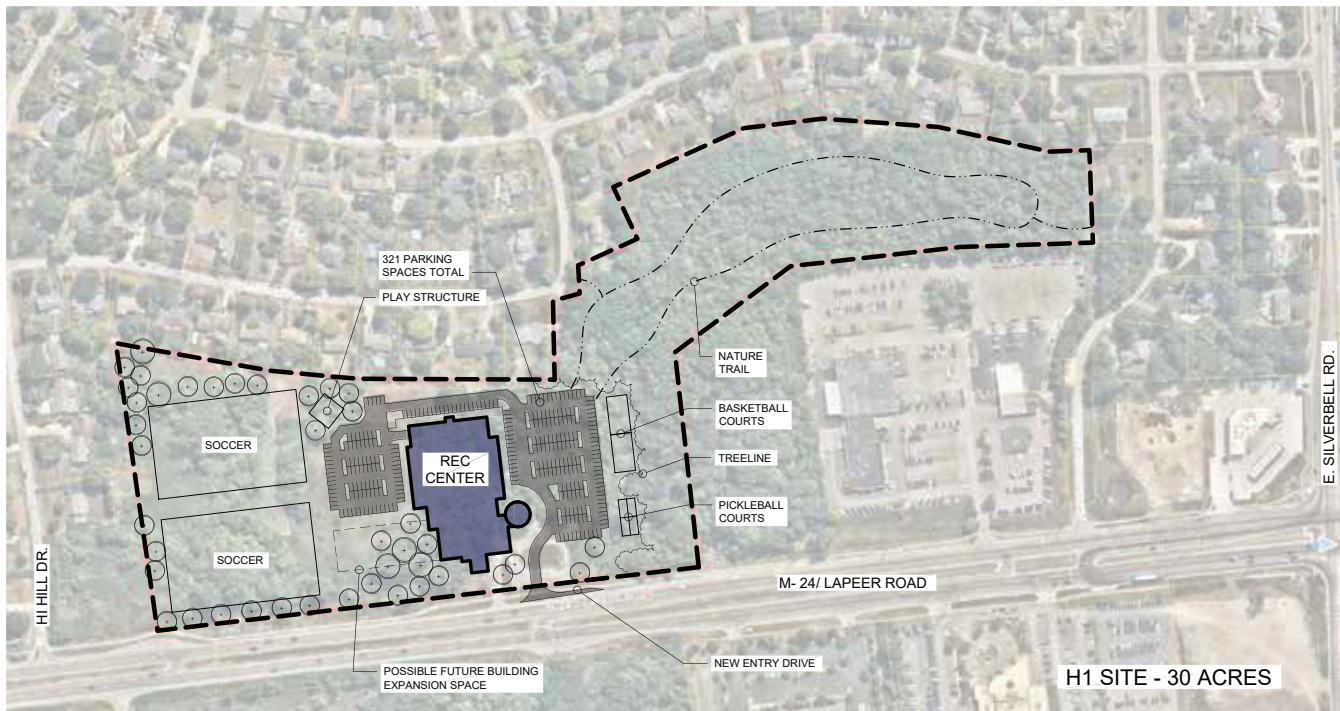 321 PARKING
SPACES TOTAL
PLAY STRUCTURE
NATURE
TRAIL
BASKETBALL
COURTS
SOCCER
REC
CENTER
TREELINE
PICKLEBALL
COURTS
SOCCER
HI HILL DR.
E. SILVERBELL RD.
M- 24/ LAPEER ROAD
NEW ENTRY DRIVE
POSSIBLE FUTURE BUILDING
EXPANSION SPACE
H1 SITE - 30 ACRES